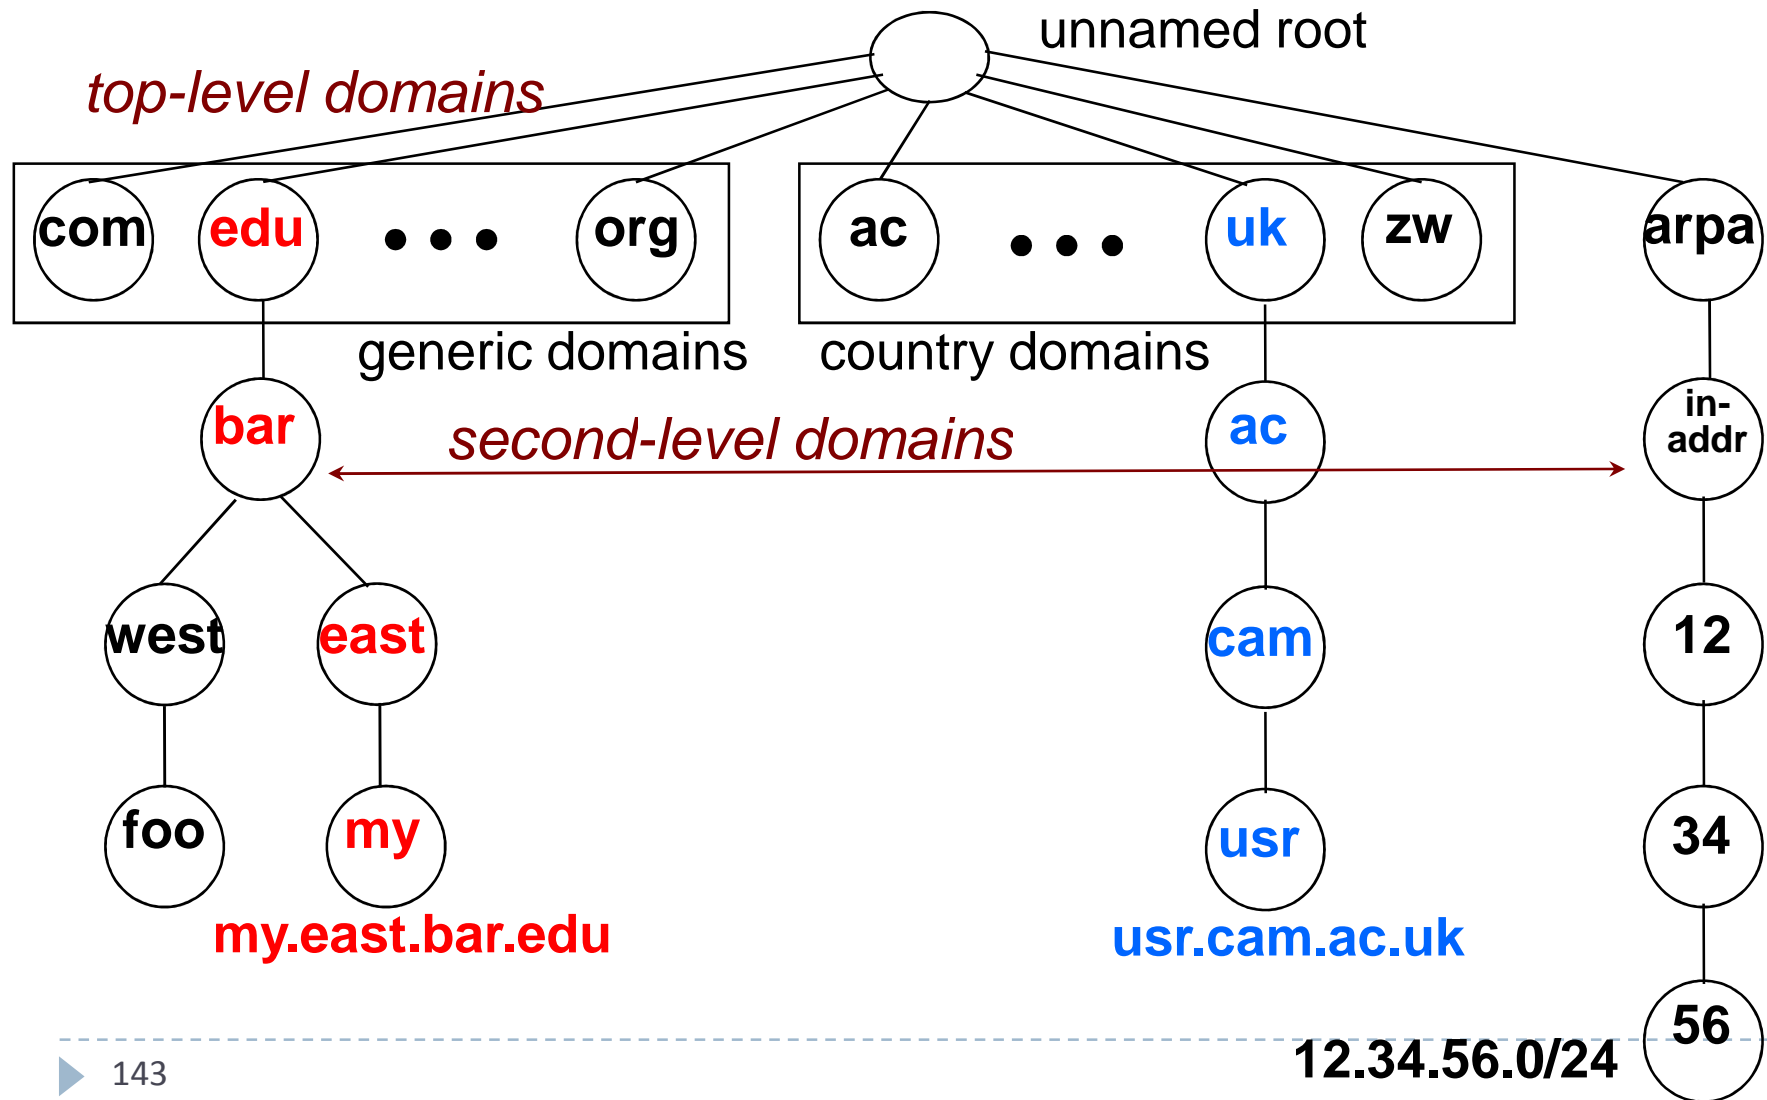 unnamed root
top-level domains
com edu • • • org ac • • • uk zw arpa
generic domains country domains
bar second-level domains ac in-
addr
west east cam 12
foo my usr 34
my.east.bar.edu usr.cam.ac.uk
56
12.34.56.0/24
143